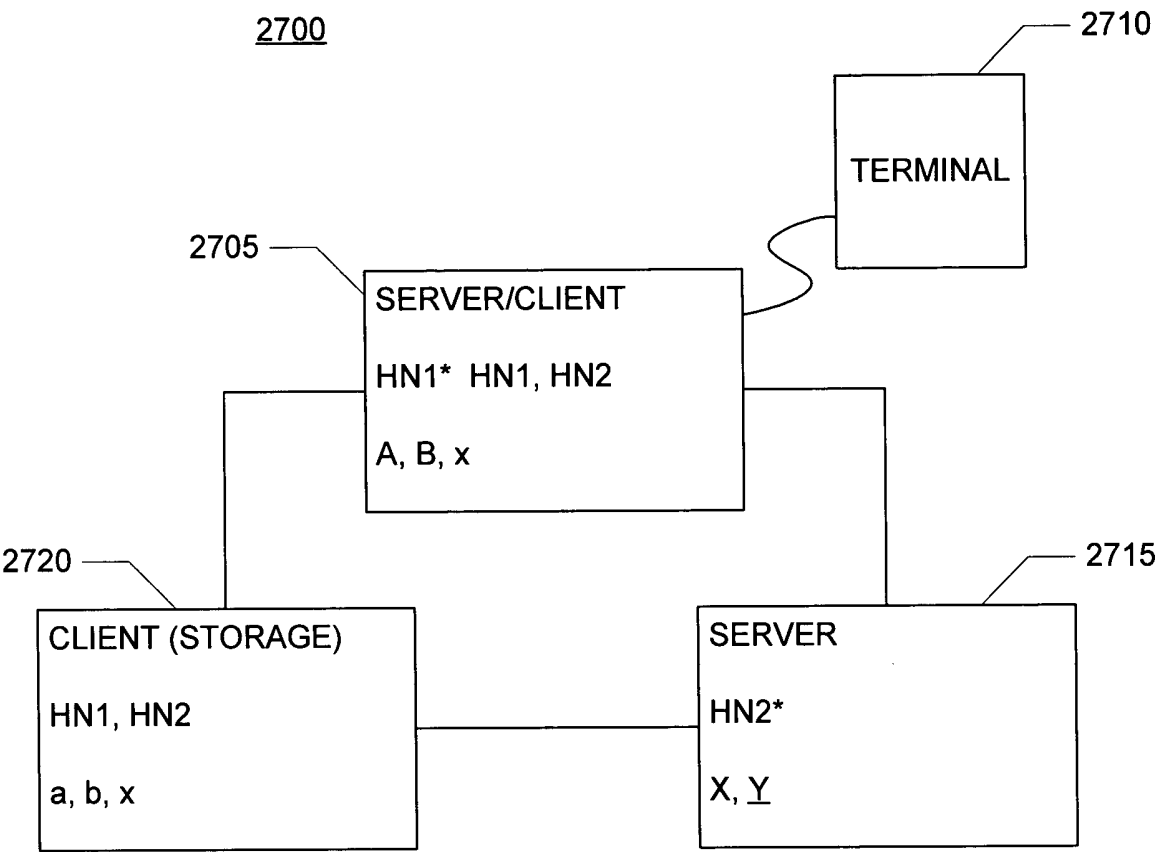 2700
2710
TERMINAL
2705
SERVER/CLIENT
HN1* HN1, HN2
A, B, x
2720
2715
CLIENT (STORAGE)
HN1, HN2
a, b, x
SERVER
HN2*
X, Y